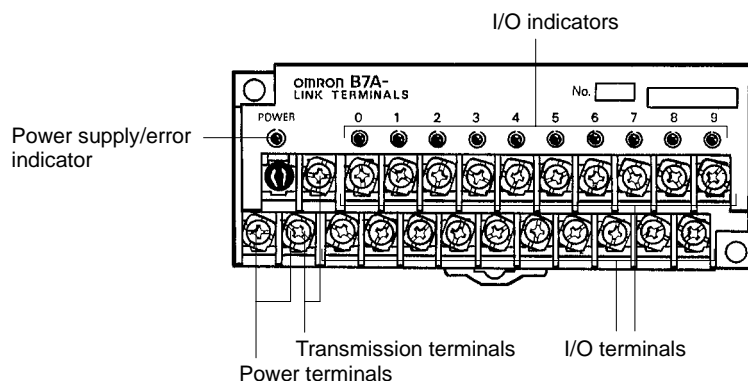 I/O indicators
OMRON B7A-
LINK TERMINALS
No.
POWER
0 1 2 3 4 5 6 7 8 9
Power supply/error
indicator
Transmission terminals
I/O terminals
Power terminals